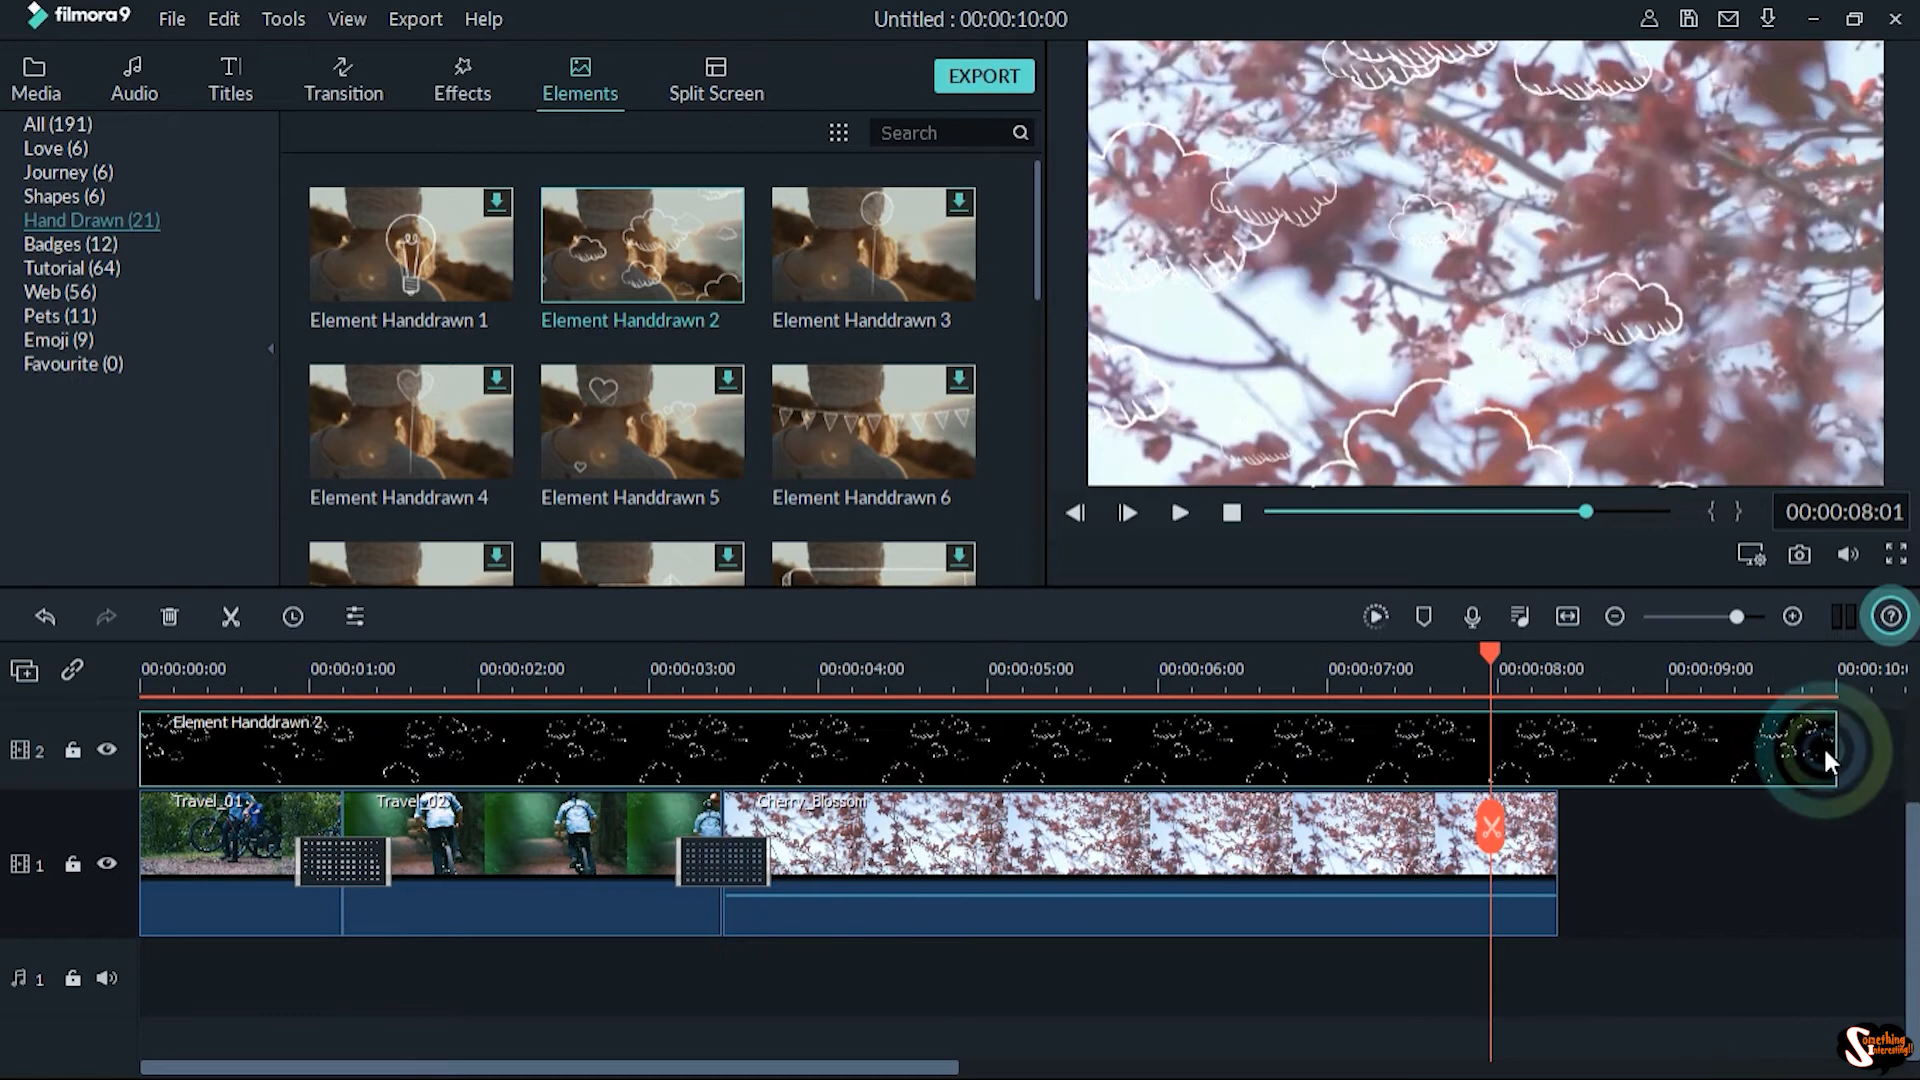 filmora9
File Edit Tools View Export Help
Untitled : 00:00:10:00
Media Audio Titles Transition Effects Elements Split Screen
EXPORT
All (191)
Love (6)
Journey (6)
Shapes (6)
Hand Drawn (21)
Badges (12)
Tutorial (64)
Web (56)
Pets (11)
Emoji (9)
Favourite (0)
Search
Element Handdrawn 1 Element Handdrawn 2 Element Handdrawn 3
Element Handdrawn 4 Element Handdrawn 5 Element Handdrawn 6
00:00:08:01
00:00:00:00 00:00:01:00 00:00:02:00 00:00:03:00 00:00:04:00 00:00:05:00 00:00:06:00 00:00:07:00 00:00:08:00 00:00:09:00 00:00:10:0
Element Handdrawn 2
2
Travel_01 Travel_02 Cherry_Blossom
1
1
Something
Interesting!!